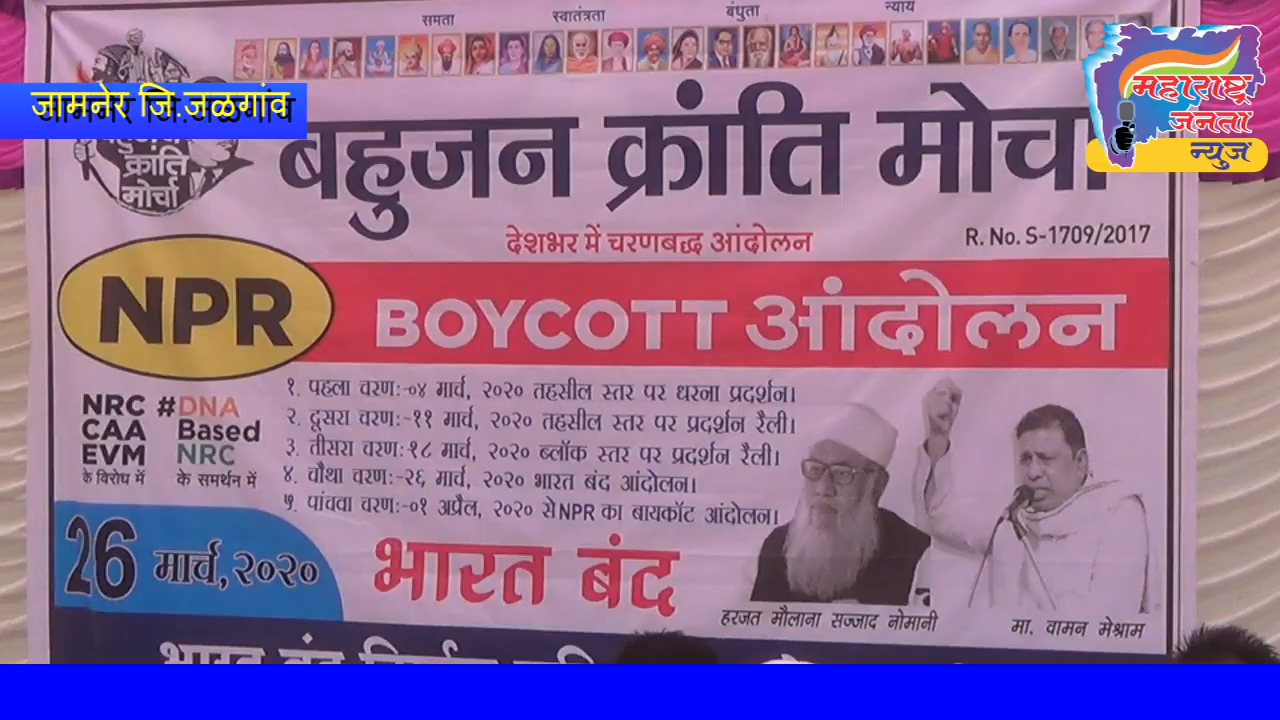 समता स्वातंत्रता बंधुता न्याय
महाराष्ट्र
जनता
न्युज
जामनेर जि.जळगांव
क्रांति
मोर्चा
बहुजन क्रांति मोर्चा
देशभर में चरणबद्ध आंदोलन
R. No. S-1709/2017
NPR
BOYCOTT आंदोलन
१. पहला चरण:-०४ मार्च, २०२० तहसील स्तर पर धरना प्रदर्शन।
२. दूसरा चरण:-११ मार्च, २०२० तहसील स्तर पर प्रदर्शन रैली।
३. तीसरा चरण:-१८ मार्च, २०२० ब्लॉक स्तर पर प्रदर्शन रैली।
४. चौथा चरण:-२६ मार्च, २०२० भारत बंद आंदोलन।
५. पांचवा चरण:-०१ अप्रैल, २०२० से NPR का बायकॉट आंदोलन।
NRC
CAA
EVM
के विरोध में
#DNA
Based
NRC
के समर्थन में
26 मार्च, २०२०
भारत बंद
हरजत मौलाना सज्जाद नोमानी
मा. वामन मेश्राम
भारत बंद